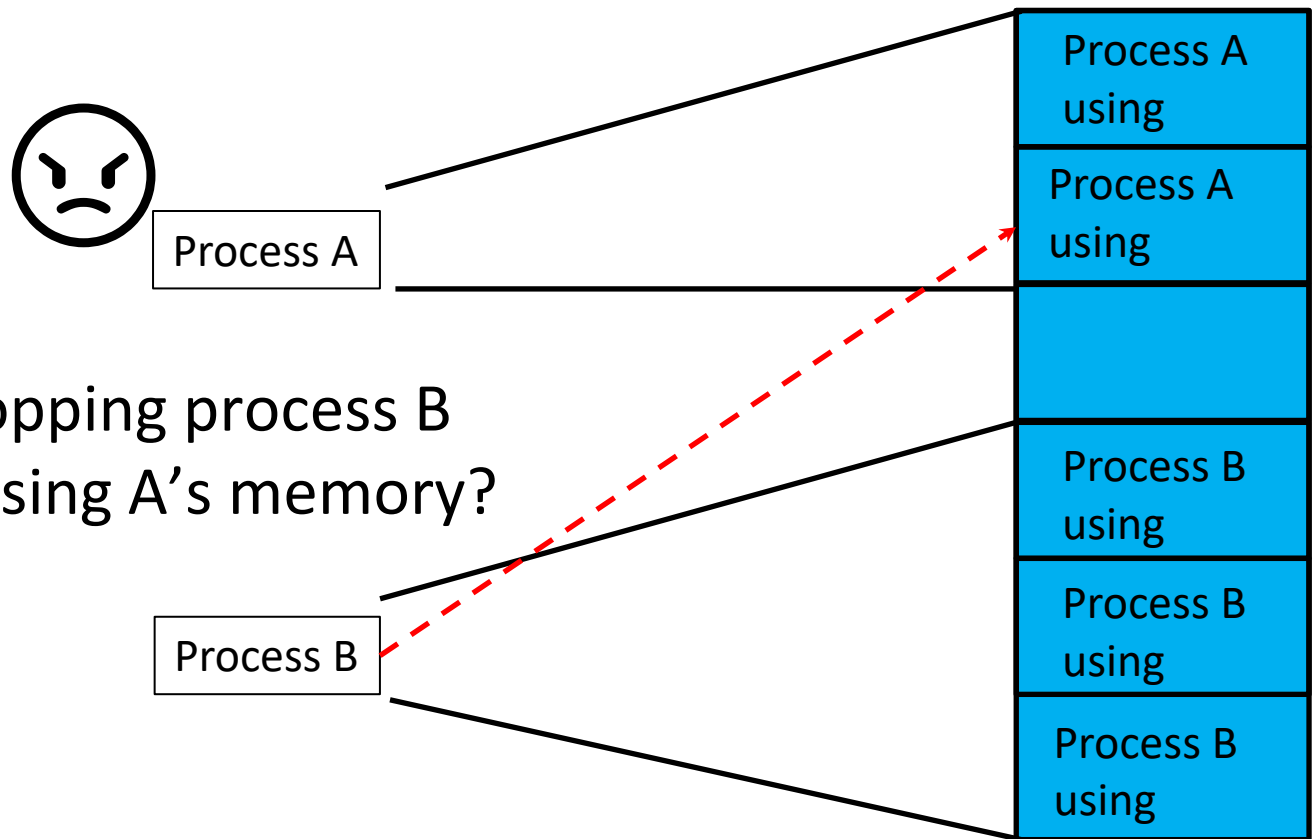 Process A
using
Process A
using
Process A
opping process B
sing A’s memory?
Process B
using
Process B
using
Process B
Process B
using